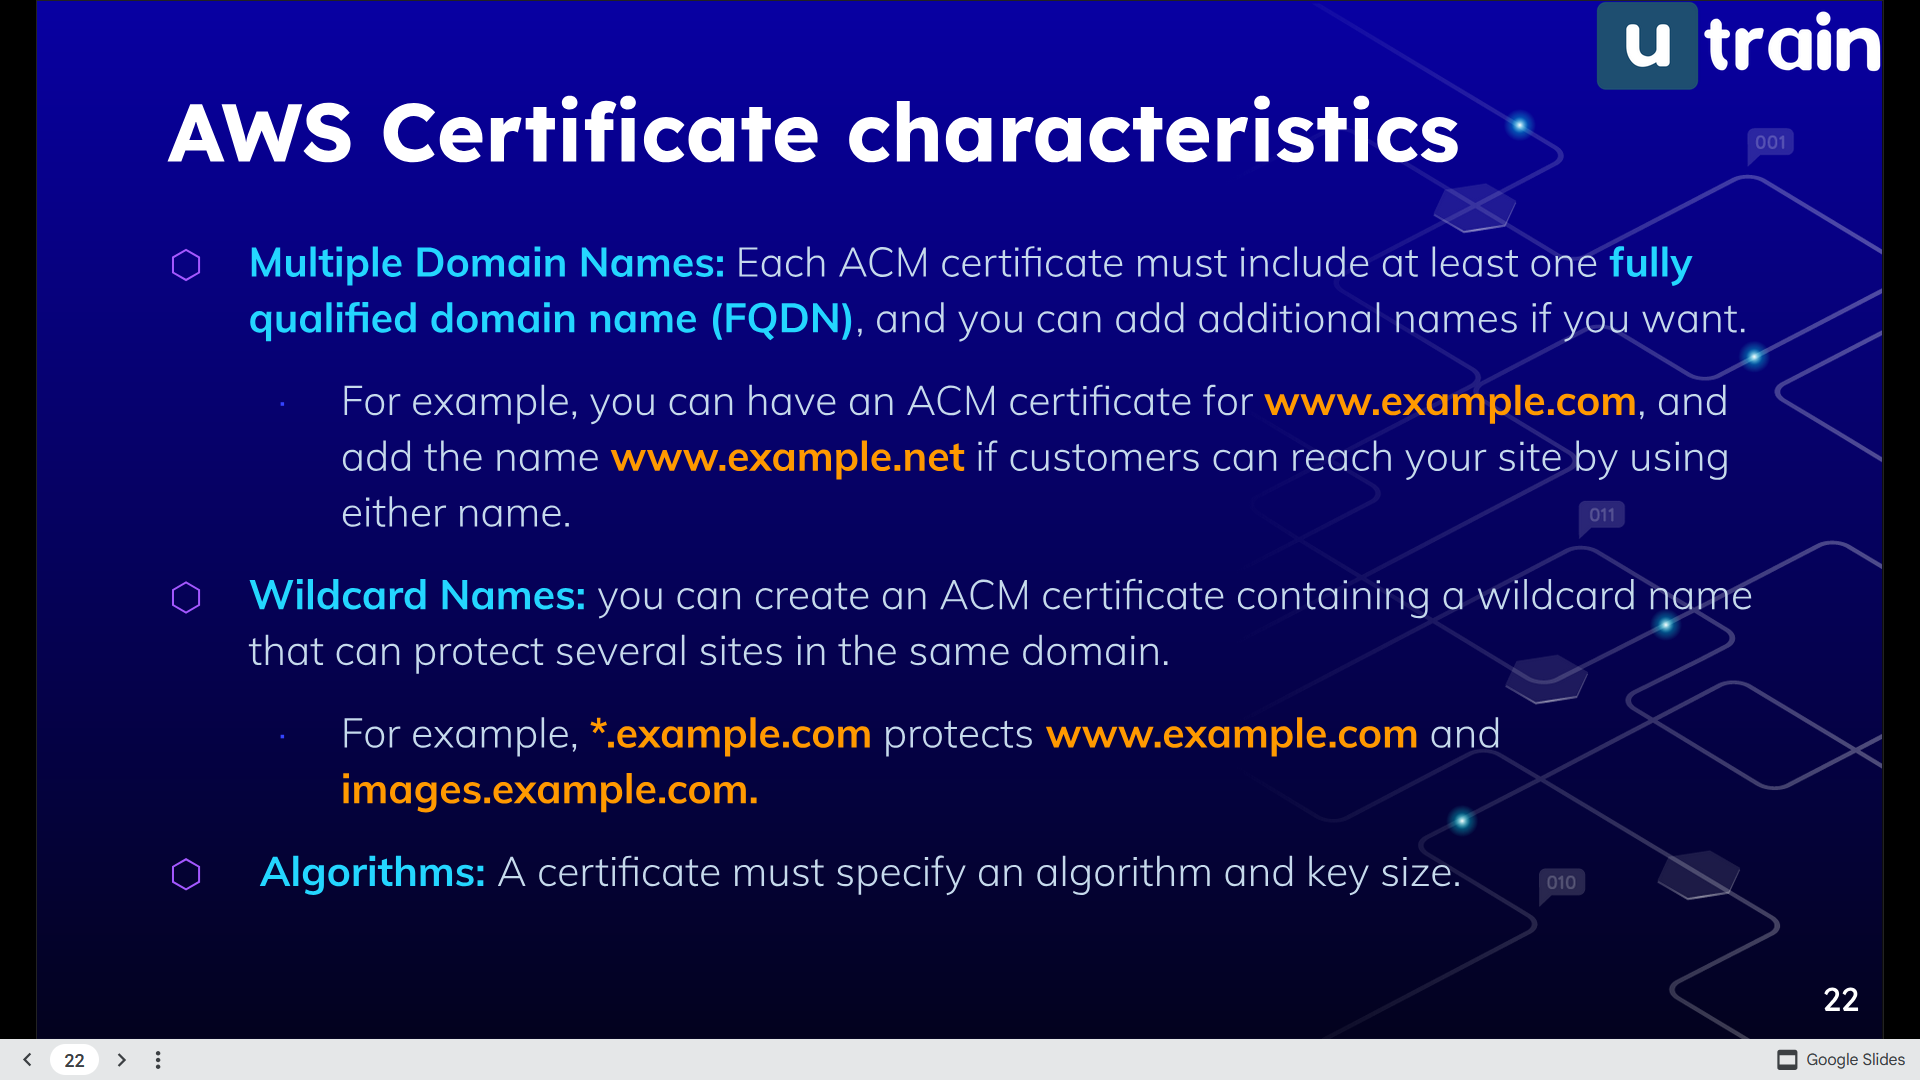 u train
AWS Certificate characteristics
001
Multiple Domain Names: Each ACM certificate must include at least one fully
qualified domain name (FQDN), and you can add additional names if you want.
For example, you can have an ACM certificate for www.example.com, and
add the name www.example.net if customers can reach your site by using
either name.
011
Wildcard Names: you can create an ACM certificate containing a wildcard name
that can protect several sites in the same domain.
For example, *.example.com protects www.example.com and
images.example.com.
Algorithms: A certificate must specify an algorithm and key size.
010
22
22
Google Slides